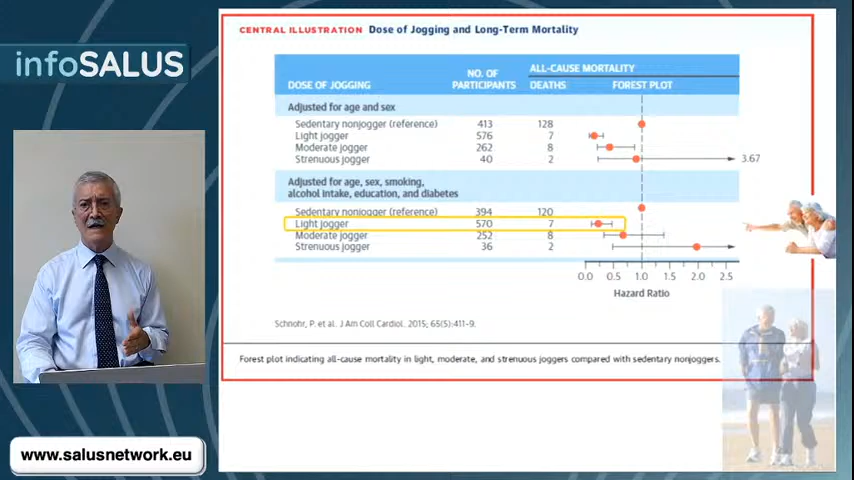 infoSALUS
CENTRAL ILLUSTRATION Dose of Jogging and Long-Term Mortality
DOSE OF JOGGING
NO. OF PARTICIPANTS
ALL-CAUSE MORTALITY
DEATHS
FOREST PLOT
Adjusted for age and sex
Sedentary nonjogger (reference) 413 128
Light jogger 576 7
Moderate jogger 262 8
Strenuous jogger 40 2 3.67
Adjusted for age, sex, smoking,
alcohol intake, education, and diabetes
Sedentary nonjogger (reference) 394 120
Light jogger 570 7
Moderate jogger 252 8
Strenuous jogger 36 2
0.0 0.5 1.0 1.5 2.0 2.5
Hazard Ratio
Schnohr, P. et al. J Am Coll Cardiol. 2015; 65(5):411-9.
Forest plot indicating all-cause mortality in light, moderate, and strenuous joggers compared with sedentary nonjoggers.
www.salusnetwork.eu